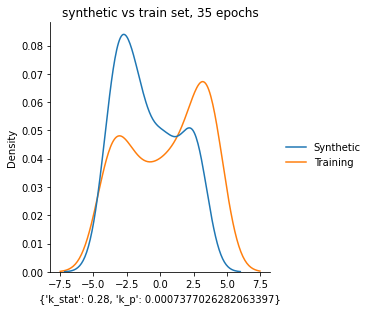 synthetic vs train set, 35 epochs
0.08
0.07
0.06
0.05
0.04
0.03
0.02
0.01
0.00
Density
Synthetic
Training
−7.5 −5.0 −2.5 0.0 2.5 5.0 7.5
{'k_stat': 0.28, 'k_p': 0.0007377026282063397}